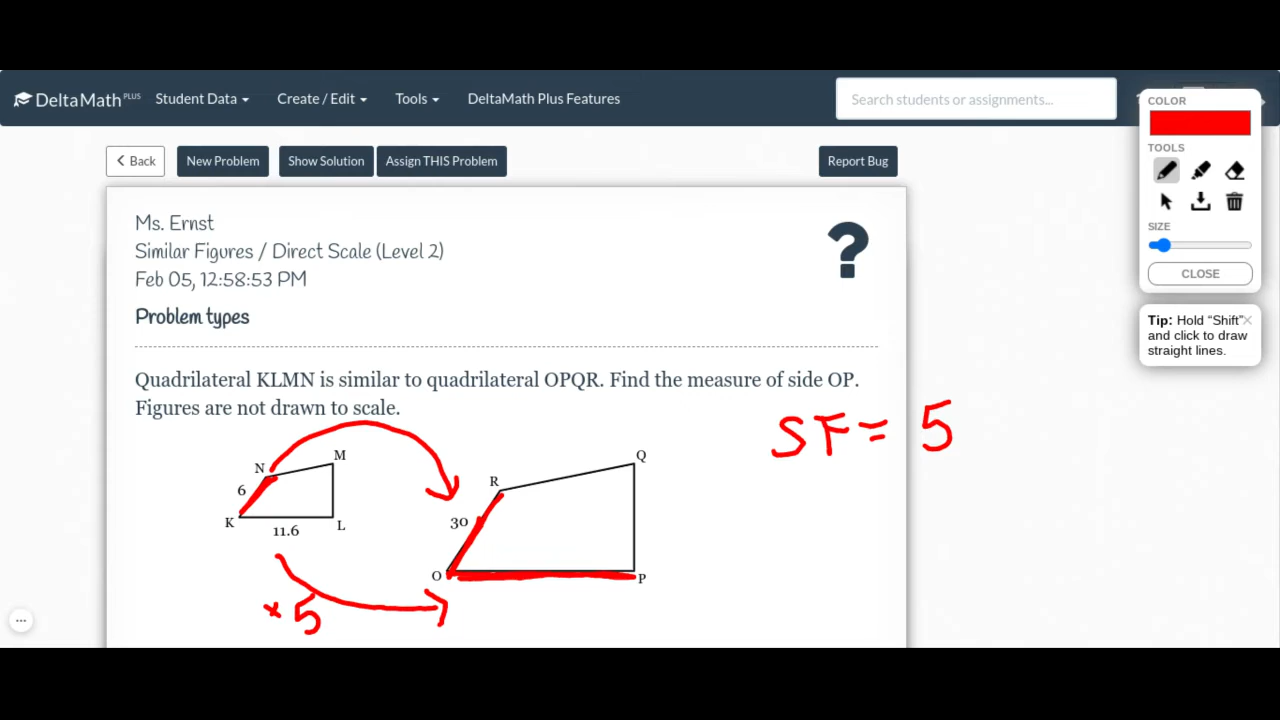 DeltaMath PLUS Student Data Create / Edit Tools DeltaMath Plus Features Search students or assignments...
Back New Problem Show Solution Assign THIS Problem Report Bug
Ms. Ernst
Similar Figures / Direct Scale (Level 2)
Feb 05, 12:58:53 PM
?
Problem types
Quadrilateral KLMN is similar to quadrilateral OPQR. Find the measure of side OP.
Figures are not drawn to scale.
SF = 5
N
M
6
K
L
11.6
R
Q
30
O
P
× 5
COLOR
TOOLS
SIZE
CLOSE
Tip: Hold “Shift”
and click to draw
straight lines.
...